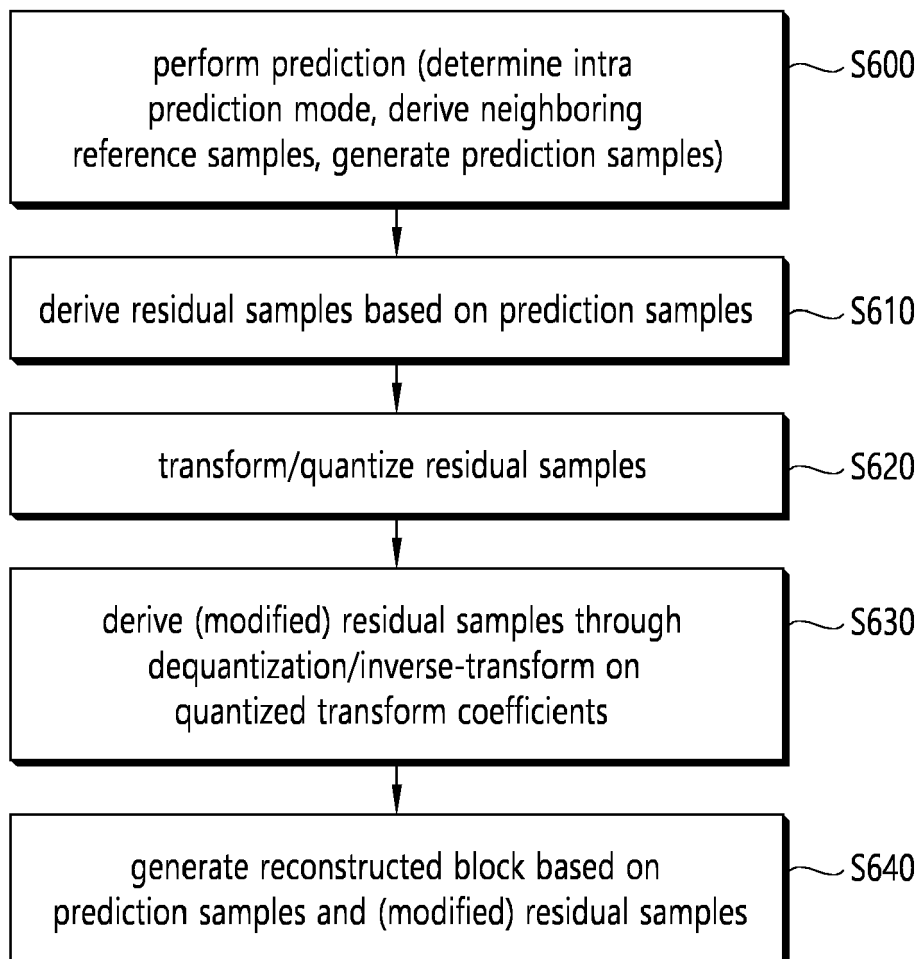 perform prediction (determine intra
prediction mode, derive neighboring
reference samples, generate prediction samples)
S600
derive residual samples based on prediction samples
S610
transform/quantize residual samples
S620
derive (modified) residual samples through
dequantization/inverse-transform on
quantized transform coefficients
S630
generate reconstructed block based on
prediction samples and (modified) residual samples
S640